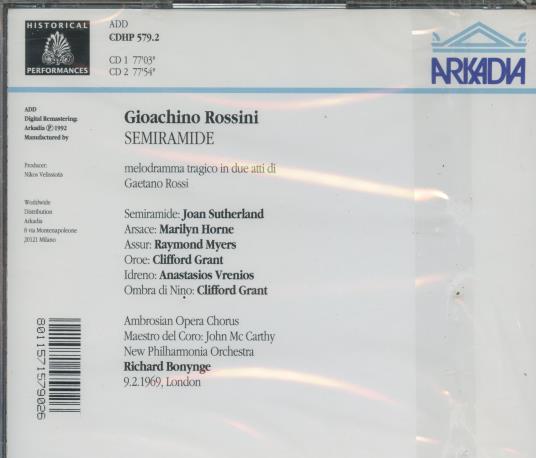 HISTORICAL
PERFORMANCES
ADD
CDHP 579.2
CD 1 77'03"
CD 2 77'54"
ARKADIA
ADD
Digital Remastering:
Arkadia Ⓟ 1992
Manufactured by
Producer:
Nikos Velissiotis
Worldwide
Distribution
Arkadia
8 via Montenapoleone
20121 Milano
Gioachino Rossini
SEMIRAMIDE
melodramma tragico in due atti di
Gaetano Rossi
Semiramide: Joan Sutherland
Arsace: Marilyn Horne
Assur: Raymond Myers
Oroe: Clifford Grant
Idreno: Anastasios Vrenios
Ombra di Nino: Clifford Grant
Ambrosian Opera Chorus
Maestro del Coro: John Mc Carthy
New Philharmonia Orchestra
Richard Bonynge
9.2.1969, London
8011571579026